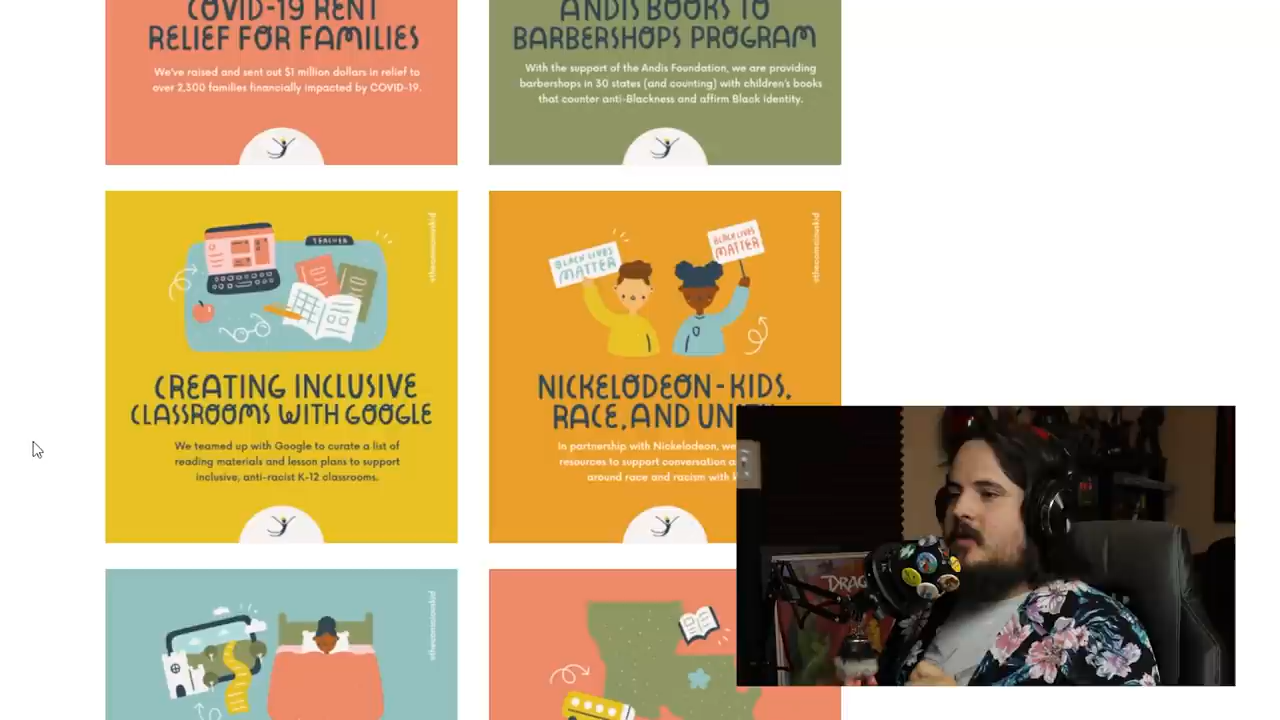 COVID-19 RENT
RELIEF FOR FAMILIES
We've raised and sent out $1 million dollars in relief to
over 2,300 families financially impacted by COVID-19.
ANDIS BOOKS TO
BARBERSHOPS PROGRAM
With the support of the Andis Foundation, we are providing
barbershops in 30 states (and counting) with children's books
that counter anti-Blackness and affirm Black identity.
@theconsciouskid
TEACHER
CREATING INCLUSIVE
CLASSROOMS WITH GOOGLE
We teamed up with Google to curate a list of
reading materials and lesson plans to support
inclusive, anti-racist K-12 classrooms.
@theconsciouskid
BLACK LIVES
MATTER
BLACK LIVES
MATTER
NICKELODEON - KIDS,
RACE, AND
In partnership with Nickelodeon, we
resources to support conversation
around race and racism with
@theconsciouskid
DRAG